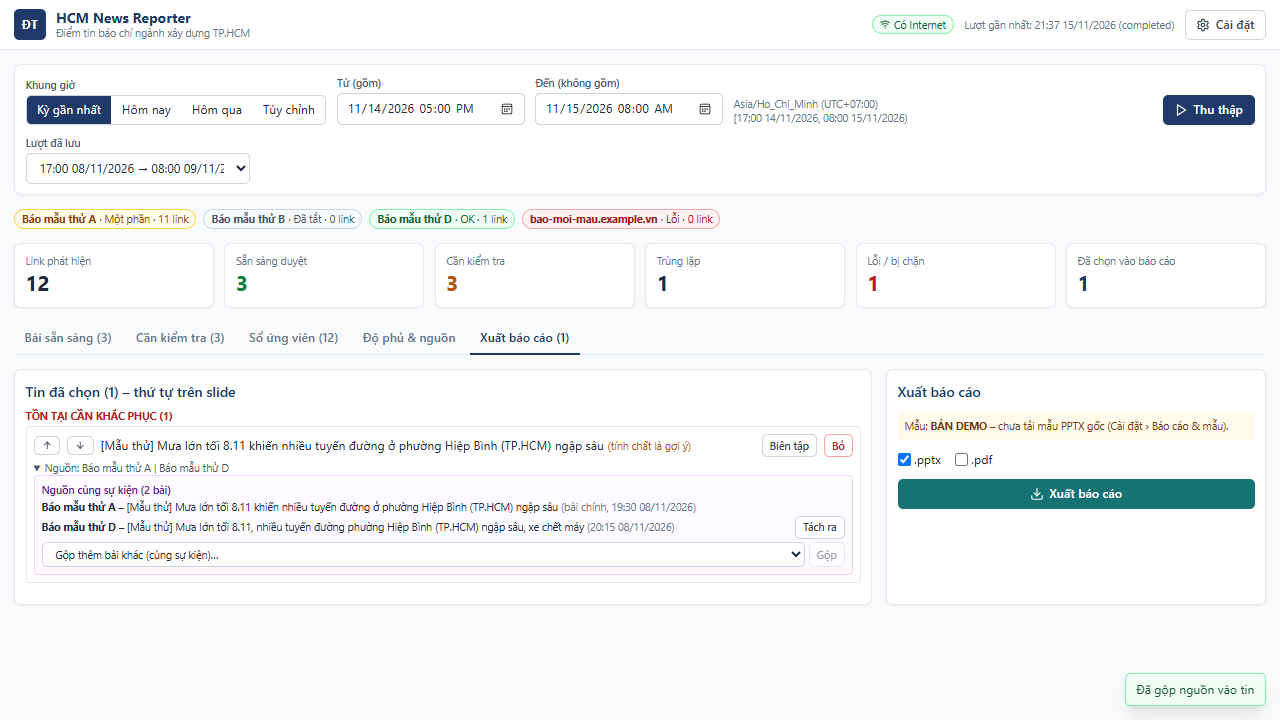 ĐT
HCM News Reporter
Điểm tin báo chí ngành xây dựng TP.HCM
Có Internet
Lượt gần nhất: 21:37 15/11/2026 (completed)
Cài đặt
Khung giờ
Kỳ gần nhất
Hôm nay
Hôm qua
Tùy chỉnh
Từ (gồm)
11/14/2026 05:00 PM
Đến (không gồm)
11/15/2026 08:00 AM
Asia/Ho_Chi_Minh (UTC+07:00)
[17:00 14/11/2026, 08:00 15/11/2026)
Thu thập
Lượt đã lưu
17:00 08/11/2026 → 08:00 09/11/2
Báo mẫu thử A · Một phần · 11 link
Báo mẫu thử B · Đã tắt · 0 link
Báo mẫu thử D · OK · 1 link
bao-moi-mau.example.vn · Lỗi · 0 link
Link phát hiện
12
Sẵn sàng duyệt
3
Cần kiểm tra
3
Trùng lặp
1
Lỗi / bị chặn
1
Đã chọn vào báo cáo
1
Bài sẵn sàng (3)
Cần kiểm tra (3)
Sổ ứng viên (12)
Độ phủ & nguồn
Xuất báo cáo (1)
Tin đã chọn (1) – thứ tự trên slide
TỒN TẠI CẦN KHẮC PHỤC (1)
[Mẫu thử] Mưa lớn tối 8.11 khiến nhiều tuyến đường ở phường Hiệp Bình (TP.HCM) ngập sâu (tính chất là gợi ý)
Biên tập
Bỏ
Nguồn: Báo mẫu thử A | Báo mẫu thử D
Nguồn cùng sự kiện (2 bài)
Báo mẫu thử A – [Mẫu thử] Mưa lớn tối 8.11 khiến nhiều tuyến đường ở phường Hiệp Bình (TP.HCM) ngập sâu (bài chính, 19:30 08/11/2026)
Báo mẫu thử D – [Mẫu thử] Mưa lớn tối 8.11, nhiều tuyến đường phường Hiệp Bình (TP.HCM) ngập sâu, xe chết máy (20:15 08/11/2026)
Tách ra
Gộp thêm bài khác (cùng sự kiện)...
Gộp
Xuất báo cáo
Mẫu: BẢN DEMO – chưa tải mẫu PPTX gốc (Cài đặt › Báo cáo & mẫu).
.pptx
.pdf
Xuất báo cáo
Đã gộp nguồn vào tin